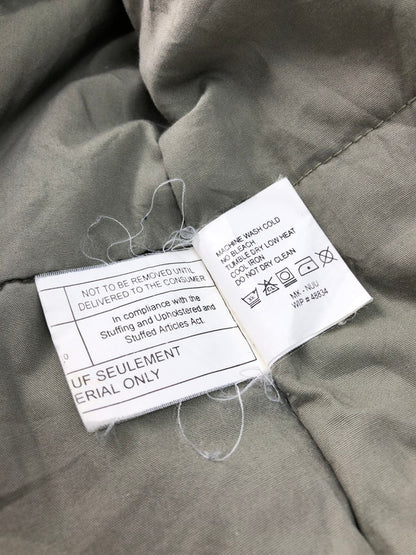 NOT TO BE REMOVED UNTIL
DELIVERED TO THE CONSUMER
In compliance with the
Stuffing and Upholstered and
Stuffed Articles Act.
UF SEULEMENT
ERIAL ONLY
MACHINE WASH COLD
NO BLEACH
TUMBLE DRY LOW HEAT
COOL IRON
DO NOT DRY CLEAN
MK - NUU
WIP # 48834